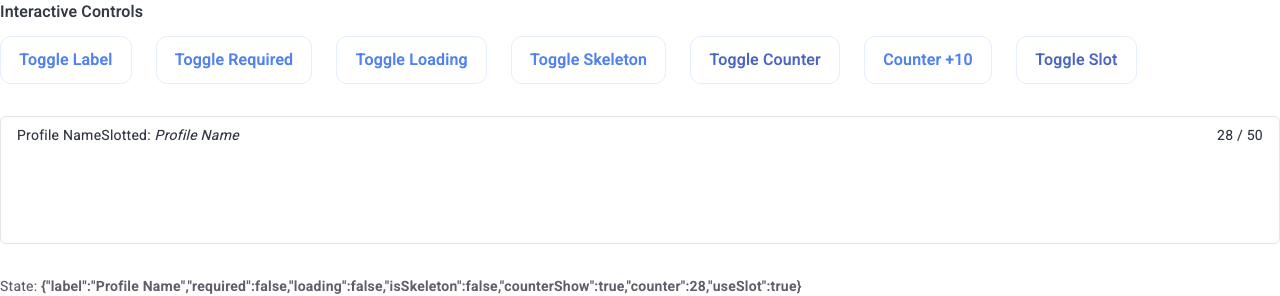 Interactive Controls
Toggle Label Toggle Required Toggle Loading Toggle Skeleton Toggle Counter Counter +10 Toggle Slot
Profile NameSlotted: Profile Name 28 / 50
State: {"label":"Profile Name","required":false,"loading":false,"isSkeleton":false,"counterShow":true,"counter":28,"useSlot":true}